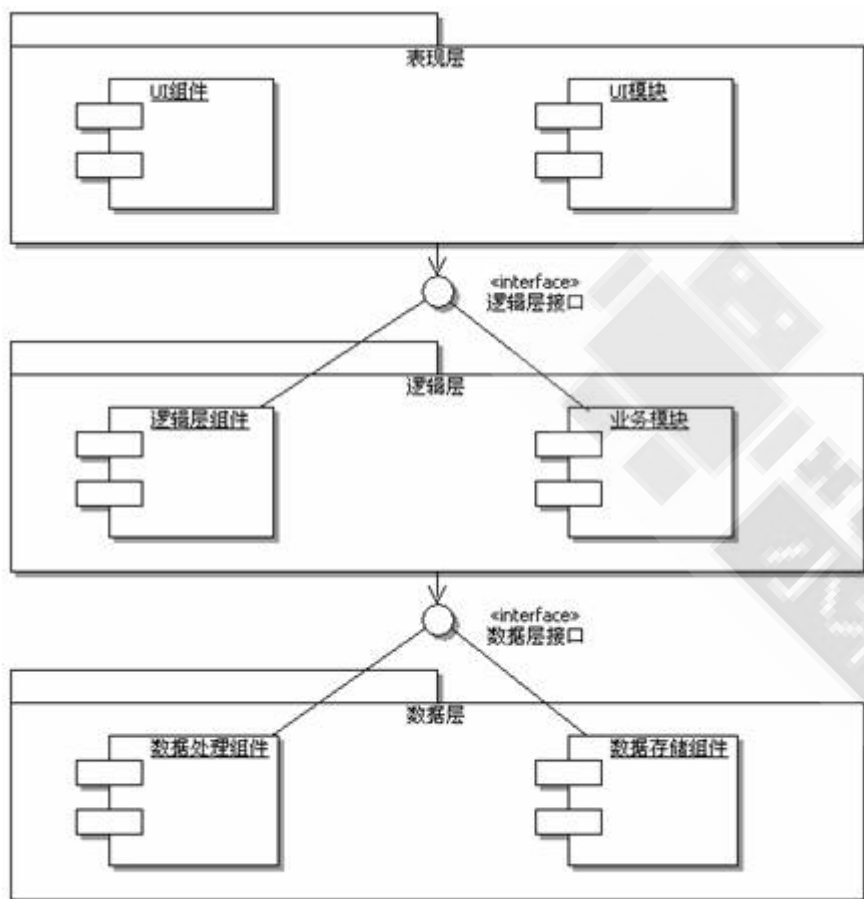 表现层
UI组件
UI模块
«interface»
逻辑层接口
逻辑层
逻辑层组件
业务模块
«interface»
数据层接口
数据层
数据处理组件
数据存储组件